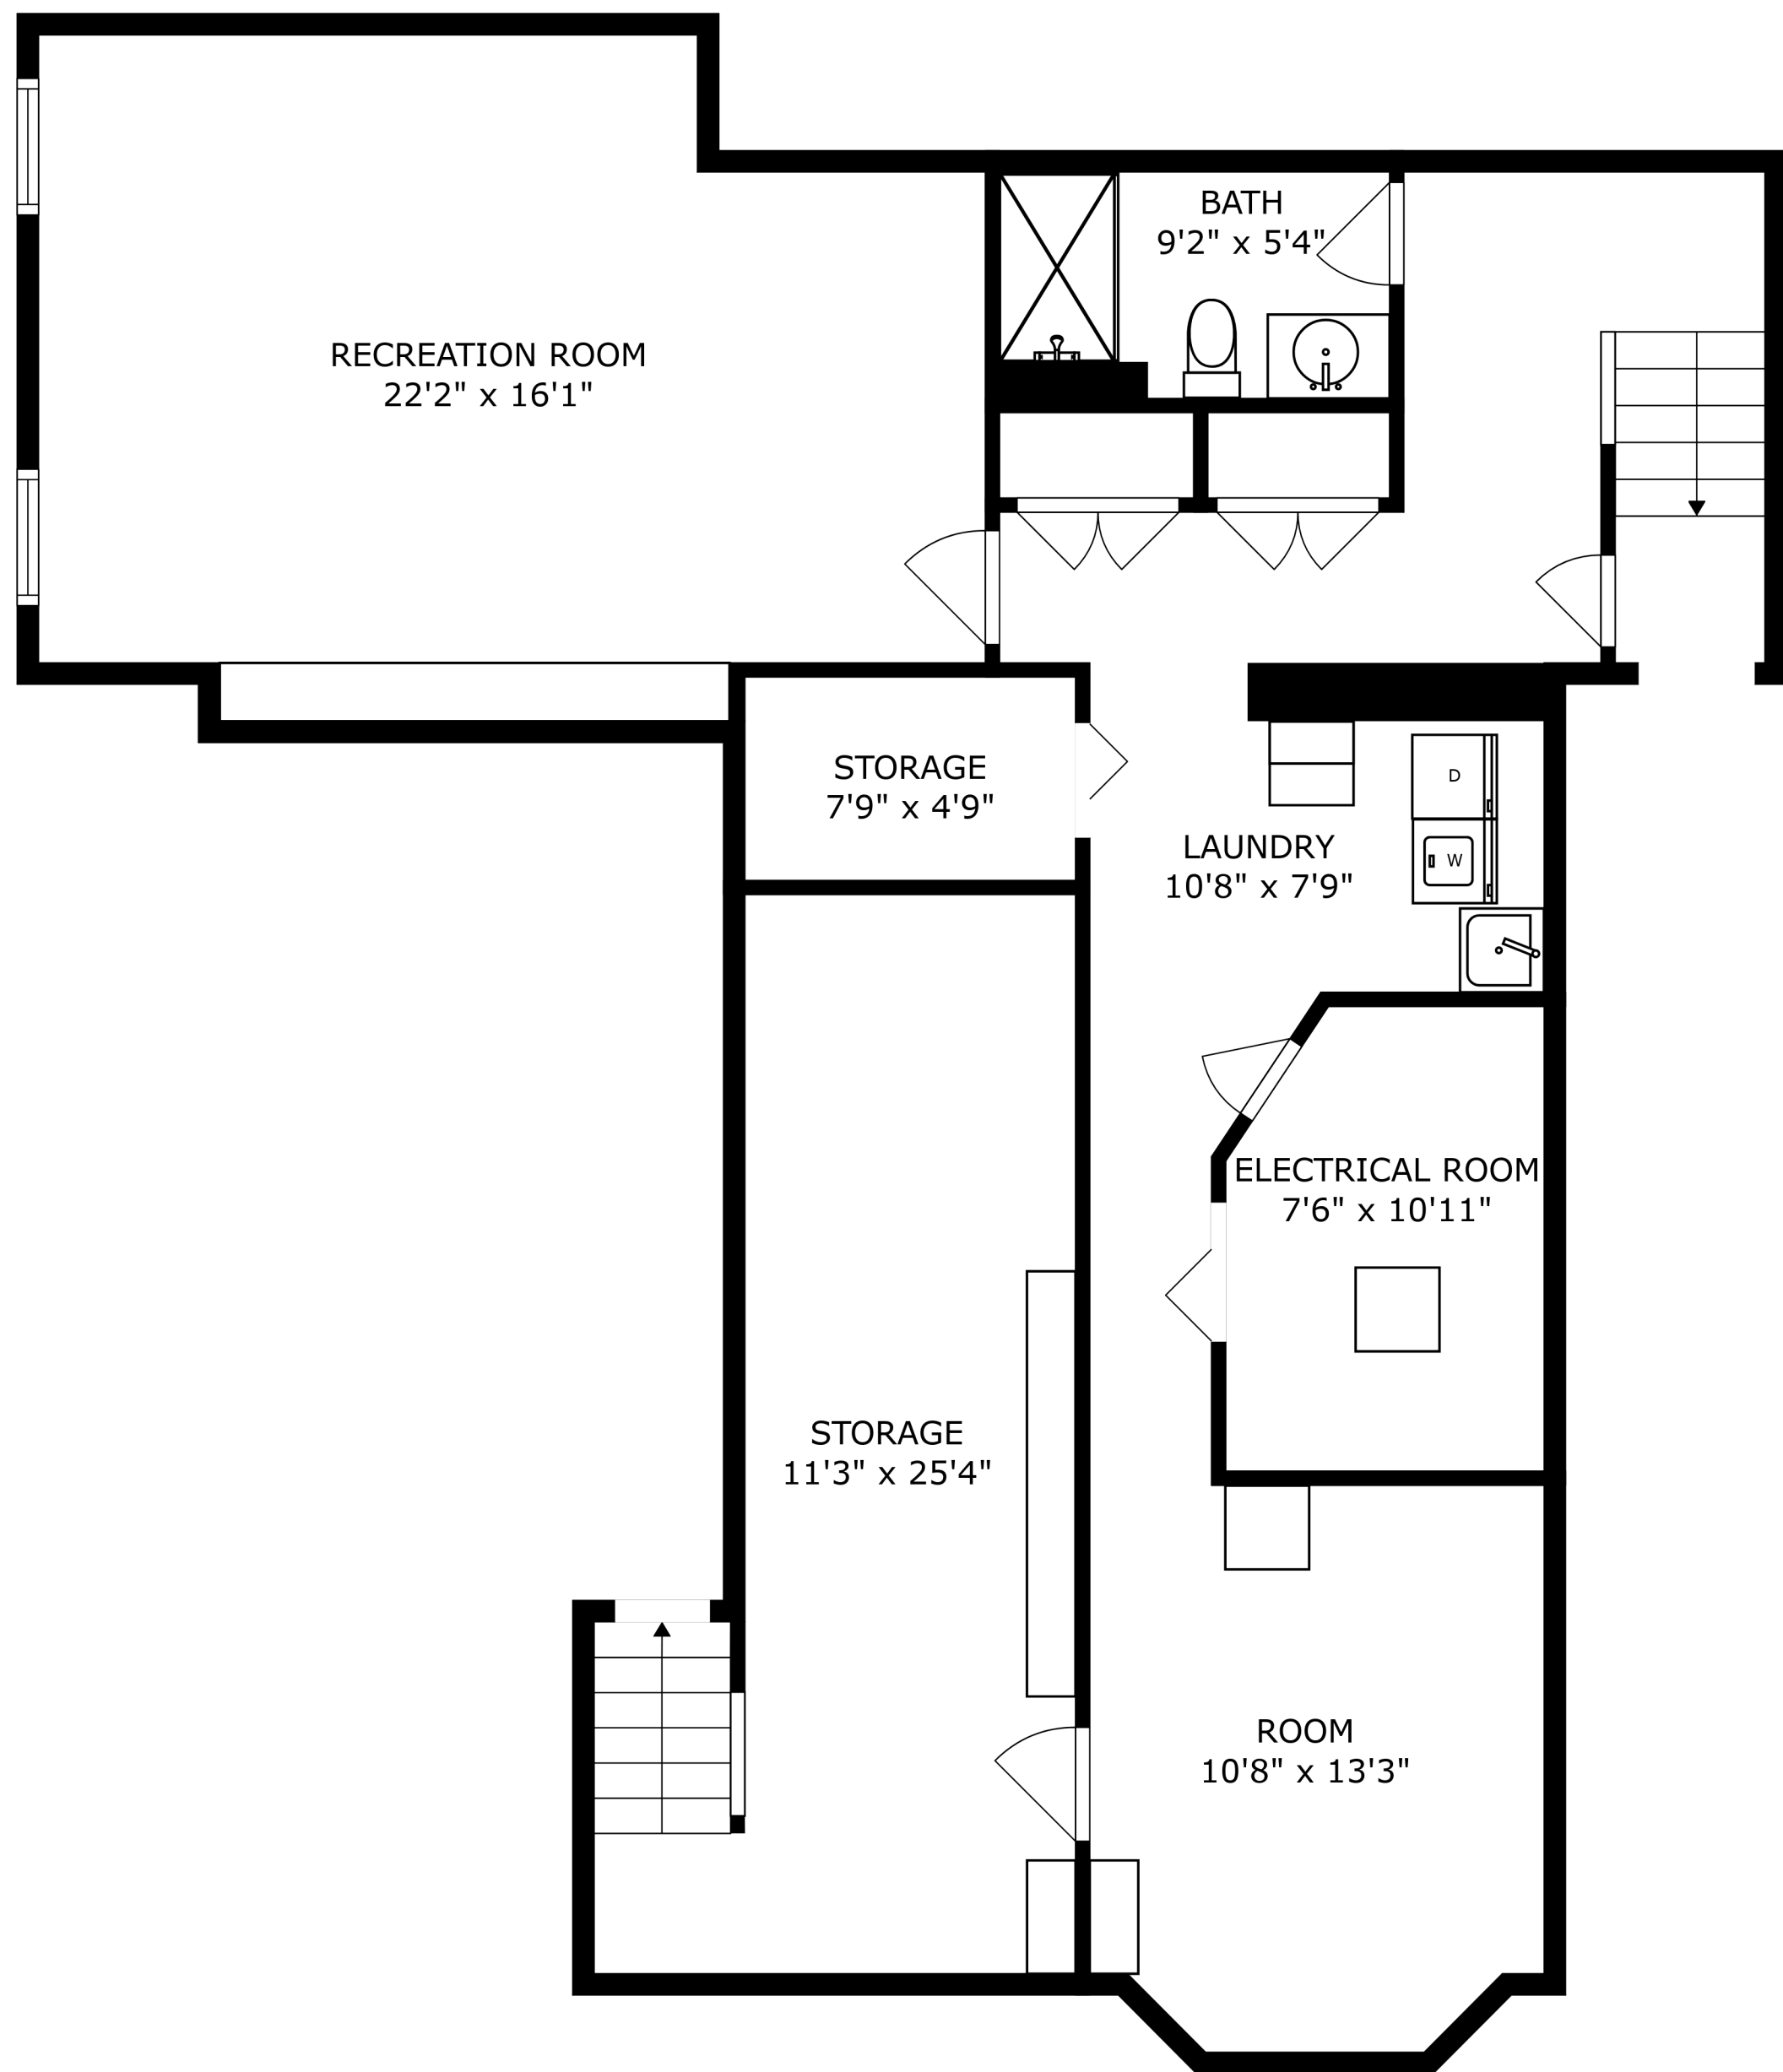 BATH
9'2" x 5'4"
RECREATION ROOM
22'2" x 16'1"
STORAGE
7'9" x 4'9"
D
W
LAUNDRY
10'8" x 7'9"
ELECTRICAL ROOM
7'6" x 10'11"
STORAGE
11'3" x 25'4"
ROOM
10'8" x 13'3"